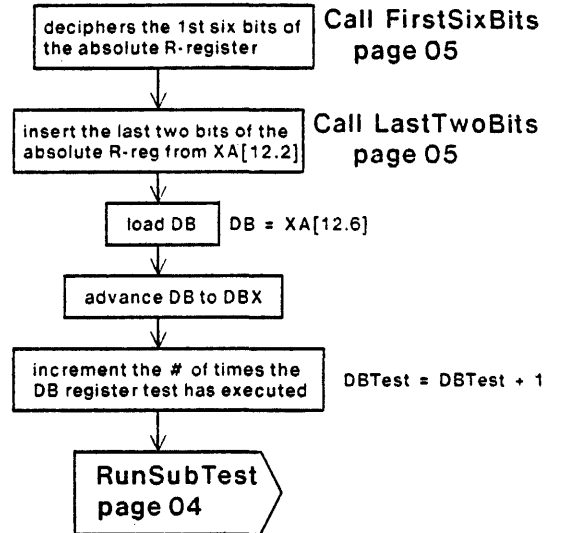 deciphers the 1st six bits of
the absolute R-register
Call FirstSixBits
page 05
insert the last two bits of the
absolute R-reg from XA[12.2]
Call LastTwoBits
page 05
load DB
DB = XA[12.6]
advance DB to DBX
increment the # of times the
DB register test has executed
DBTest = DBTest + 1
RunSubTest
page 04